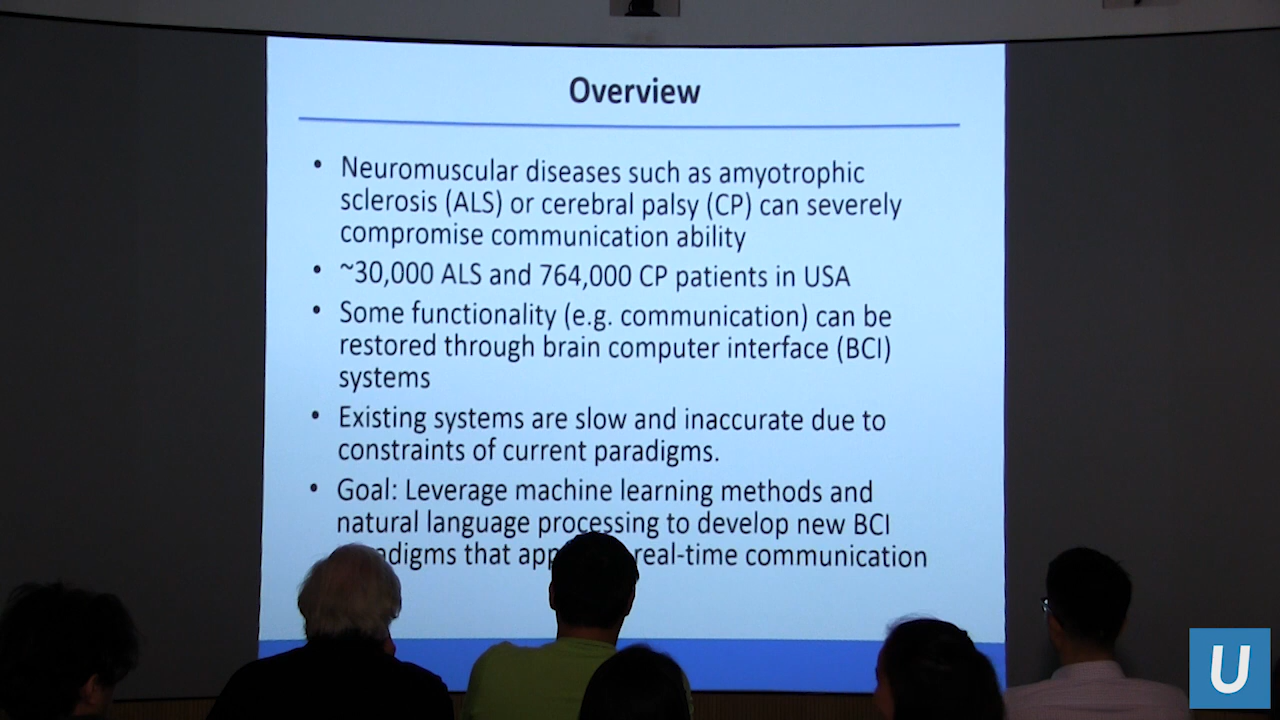 Overview
• Neuromuscular diseases such as amyotrophic
sclerosis (ALS) or cerebral palsy (CP) can severely
compromise communication ability
• ~30,000 ALS and 764,000 CP patients in USA
• Some functionality (e.g. communication) can be
restored through brain computer interface (BCI)
systems
• Existing systems are slow and inaccurate due to
constraints of current paradigms.
• Goal: Leverage machine learning methods and
natural language processing to develop new BCI
that real-time communication
U